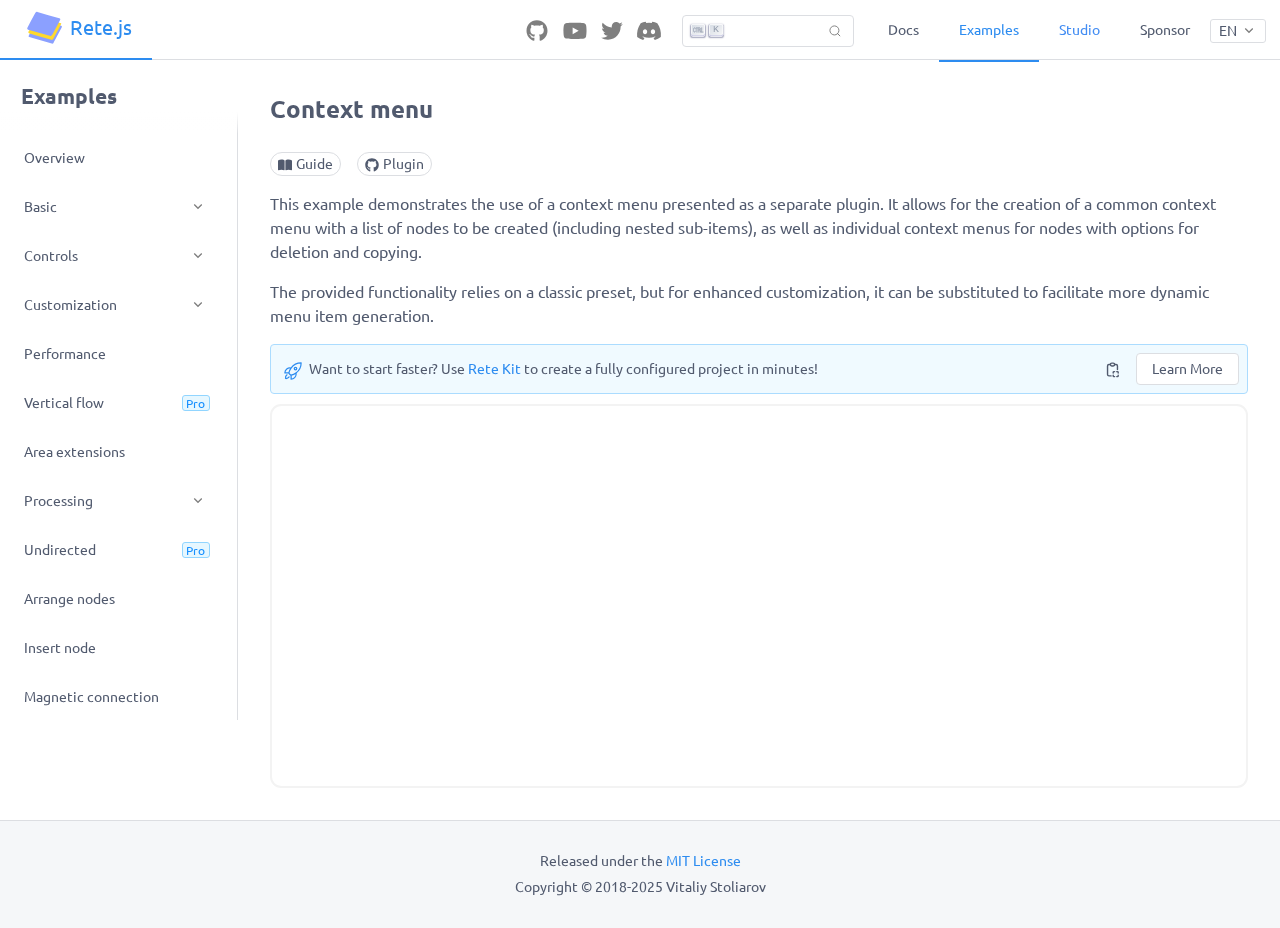 Rete.js
K
Docs
Examples
Studio
Sponsor
EN
Examples
Overview
Basic
Controls
Customization
Performance
Vertical flow
Pro
Area extensions
Processing
Undirected
Pro
Arrange nodes
Insert node
Magnetic connection
Context menu
Guide
Plugin
This example demonstrates the use of a context menu presented as a separate plugin. It allows for the creation of a common context
menu with a list of nodes to be created (including nested sub-items), as well as individual context menus for nodes with options for
deletion and copying.
The provided functionality relies on a classic preset, but for enhanced customization, it can be substituted to facilitate more dynamic
menu item generation.
Want to start faster? Use Rete Kit to create a fully configured project in minutes!
Learn More
Released under the MIT License
Copyright © 2018-2025 Vitaliy Stoliarov